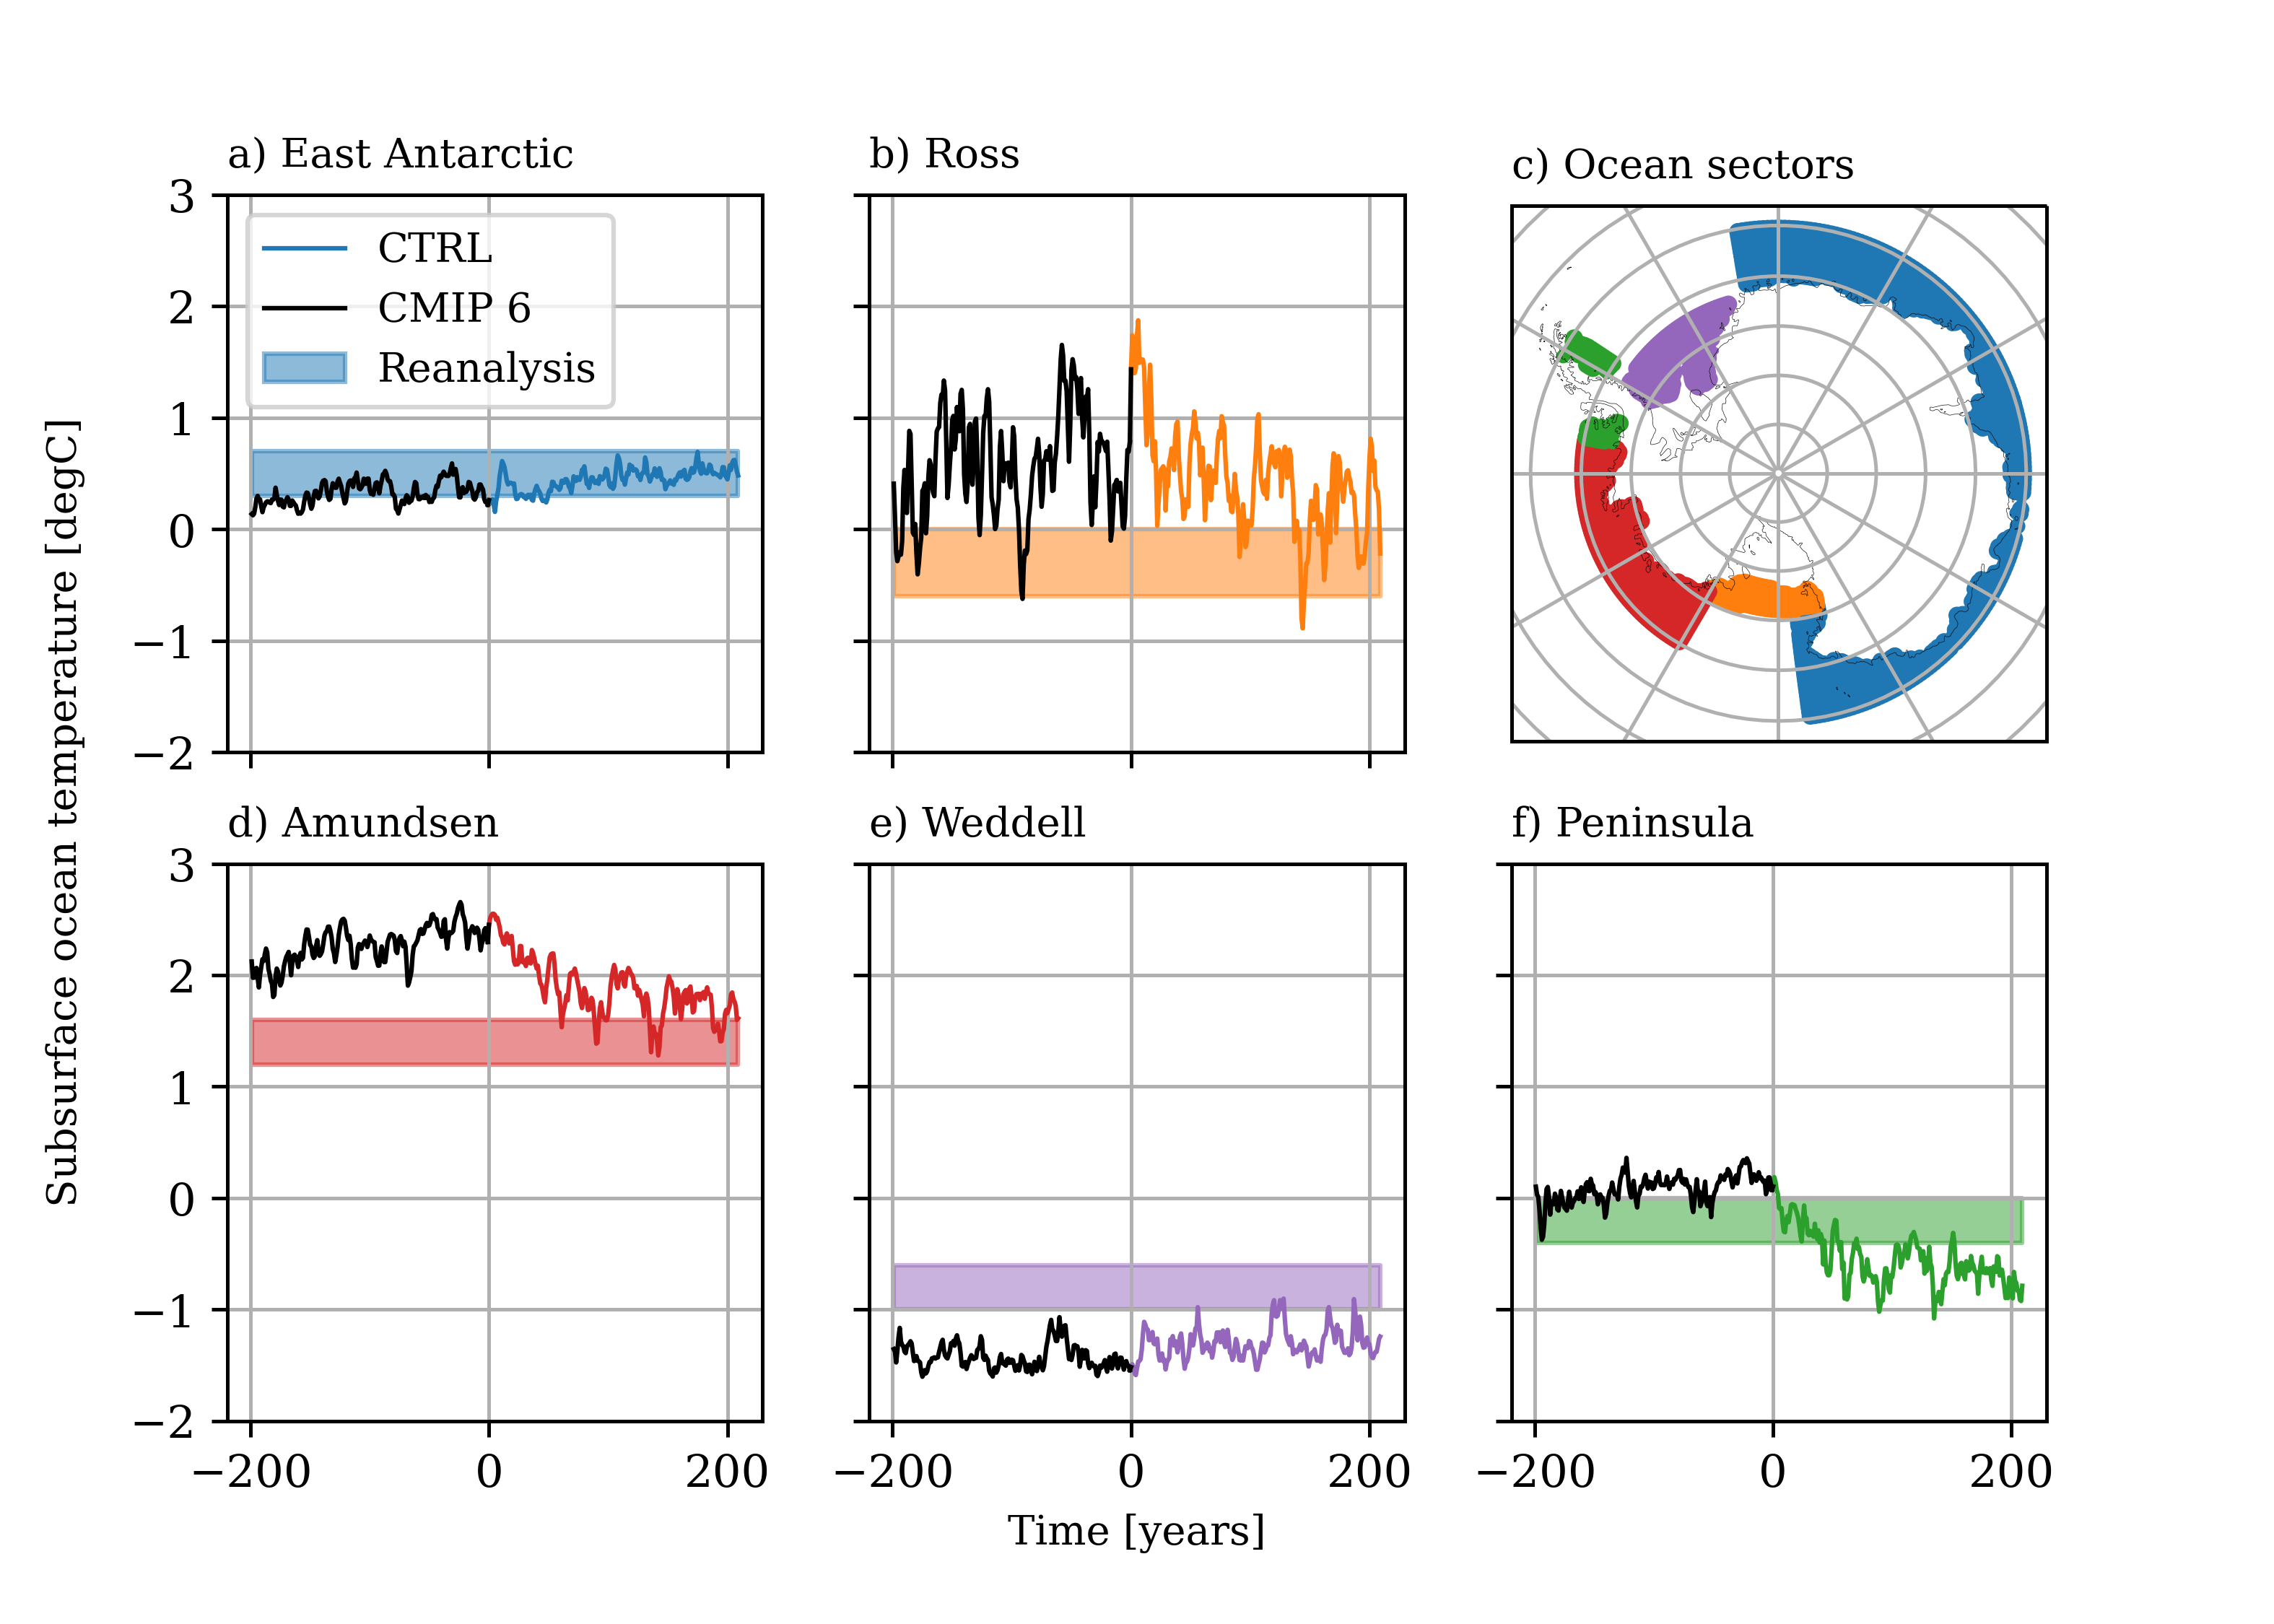 a) East Antarctic
b) Ross
c) Ocean sectors
3
2
1
0
−1
−2
CTRL
CMIP 6
Reanalysis
Subsurface ocean temperature [degC]
d) Amundsen
e) Weddell
f) Peninsula
3
2
1
0
−1
−2
−200 0 200
−200 0 200
−200 0 200
Time [years]